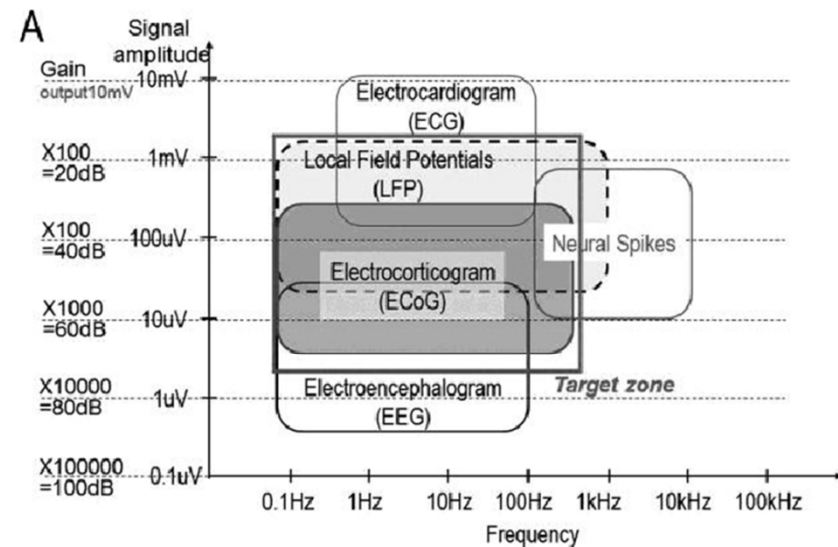 A
Signal
amplitude
Gain
output10mV
10mV
X100
=20dB
1mV
X100
=40dB
100uV
X1000
=60dB
10uV
X10000
=80dB
1uV
X100000
=100dB
0.1uV
Electrocardiogram
(ECG)
Local Field Potentials
(LFP)
Neural Spikes
Electrocorticogram
(ECoG)
Electroencephalogram
(EEG)
Target zone
0.1Hz 1Hz 10Hz 100Hz 1kHz 10kHz 100kHz
Frequency